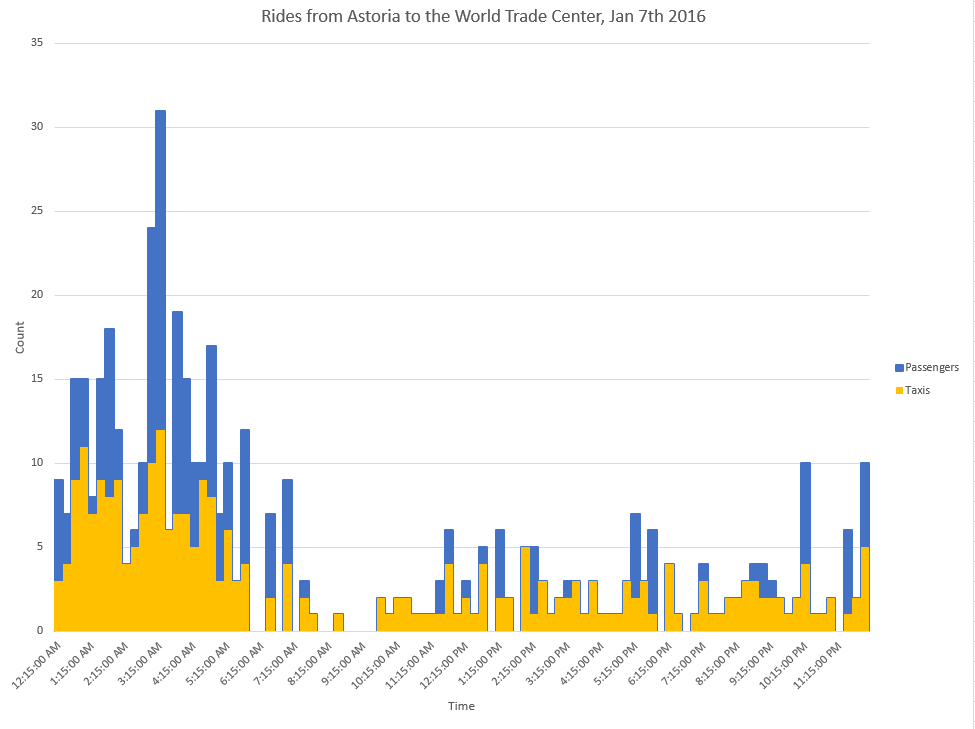 Rides from Astoria to the World Trade Center, Jan 7th 2016
35
30
25
20
15
10
5
0
Count
Passengers
Taxis
12:15:00 AM
1:15:00 AM
2:15:00 AM
3:15:00 AM
4:15:00 AM
5:15:00 AM
6:15:00 AM
7:15:00 AM
8:15:00 AM
9:15:00 AM
10:15:00 AM
11:15:00 AM
12:15:00 PM
1:15:00 PM
2:15:00 PM
3:15:00 PM
4:15:00 PM
5:15:00 PM
6:15:00 PM
7:15:00 PM
8:15:00 PM
9:15:00 PM
10:15:00 PM
11:15:00 PM
Time